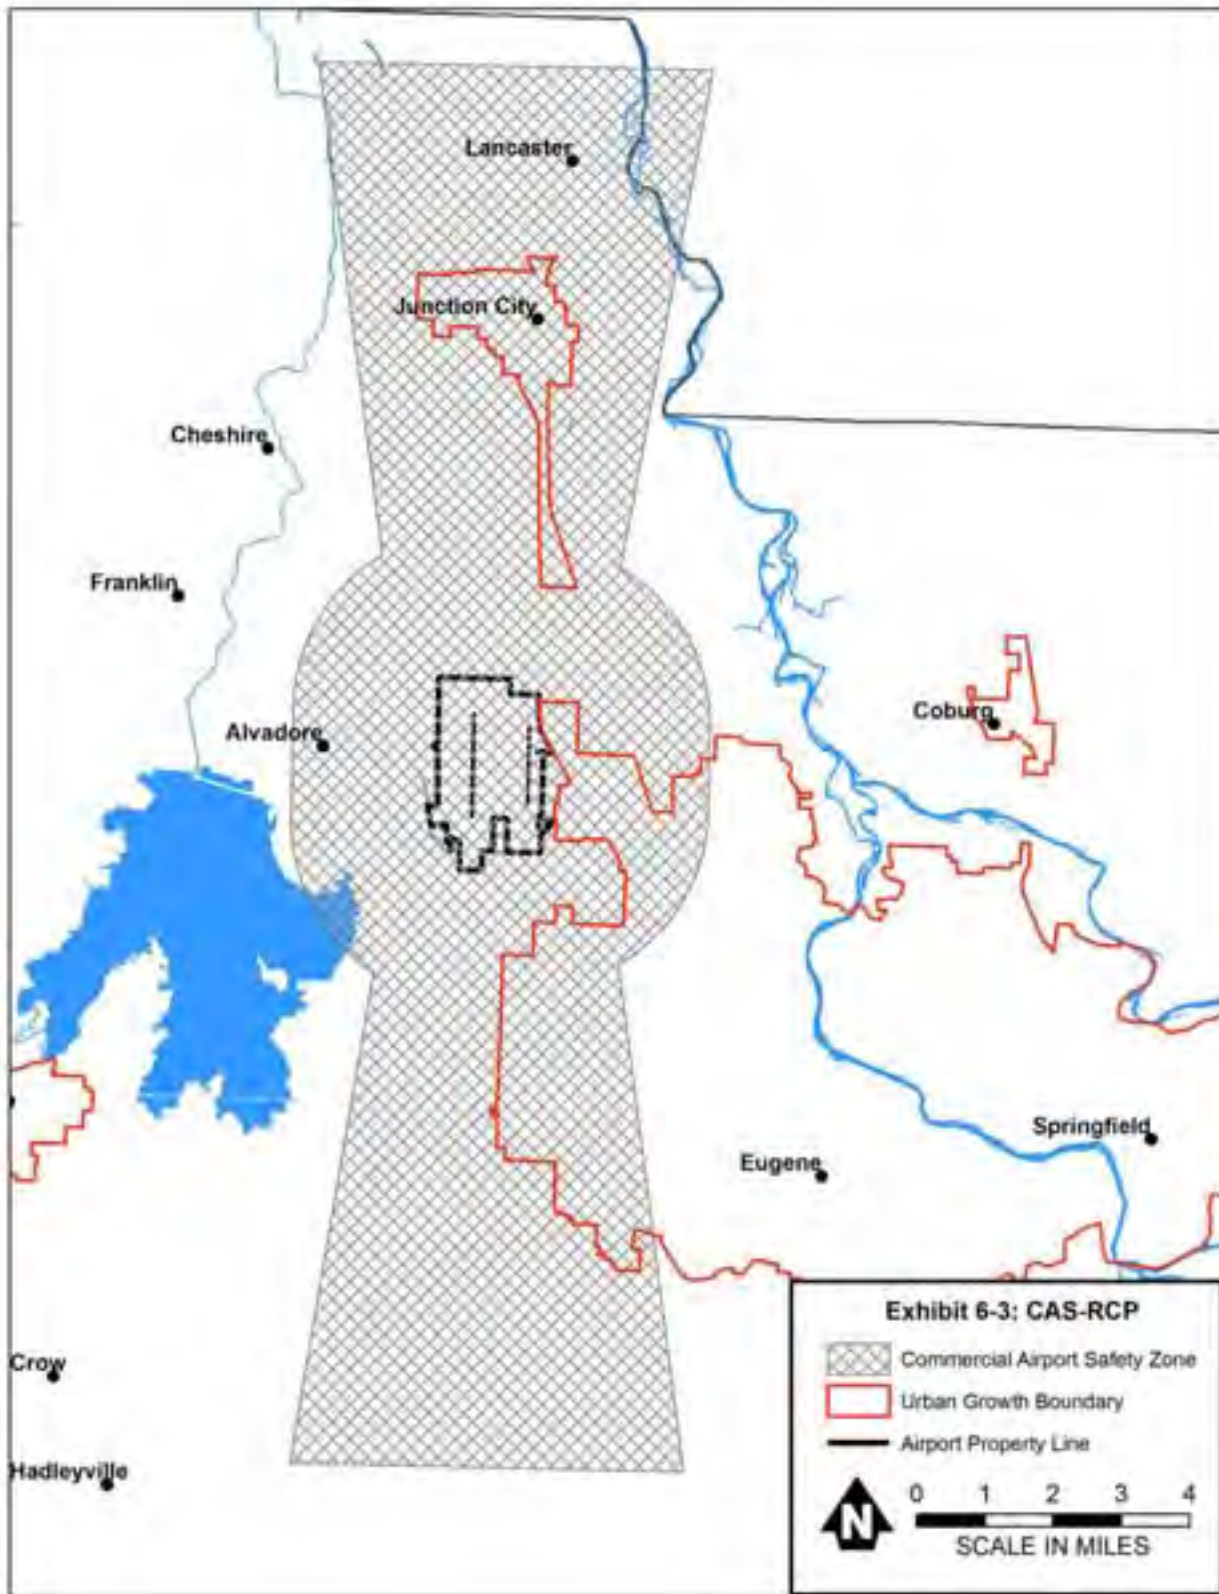 Lancaster
Junction City
Cheshire
Franklin
Coburg
Alvadore
Springfield
Eugene
Crow
Hadleyville
Exhibit 6-3: CAS-RCP
Commercial Airport Safety Zone
Urban Growth Boundary
Airport Property Line
N
0 1 2 3 4
SCALE IN MILES